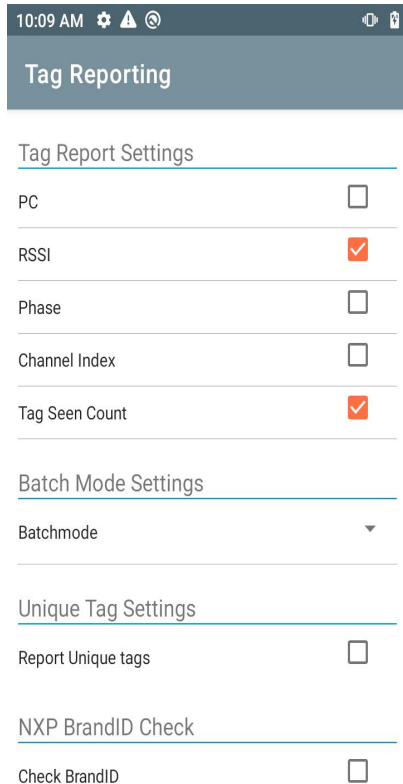 10:09 AM
Tag Reporting
Tag Report Settings
PC
RSSI
Phase
Channel Index
Tag Seen Count
Batch Mode Settings
Batchmode
Unique Tag Settings
Report Unique tags
NXP BrandID Check
Check BrandID